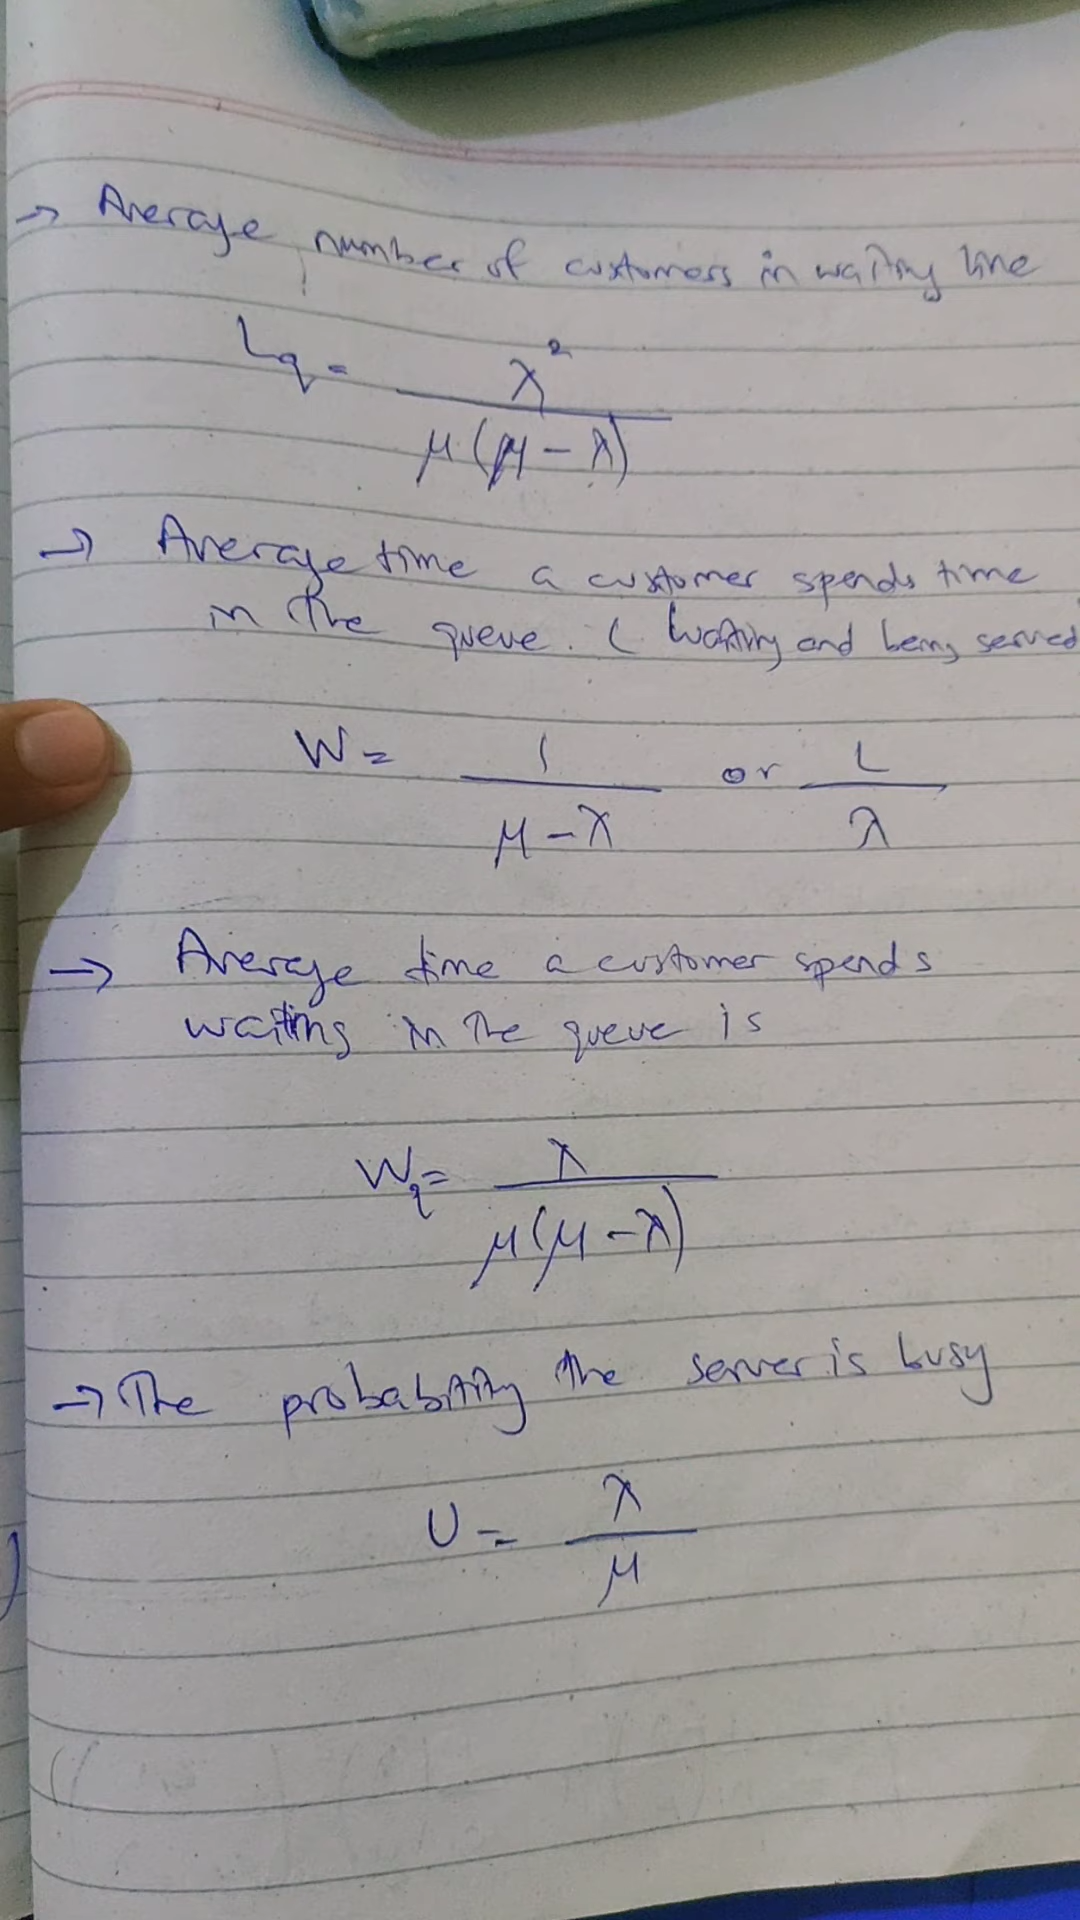 → Average number of customers in waiting line
Lq = λ² / μ(μ - λ)
→ Average time a customer spends time
in the queue. ( Waiting and being served
W = 1 / μ - λ or L / λ
→ Average time a customer spends
waiting in the queue is
Wq = λ / μ(μ - λ)
→ The probability the server is busy
U = λ / μ